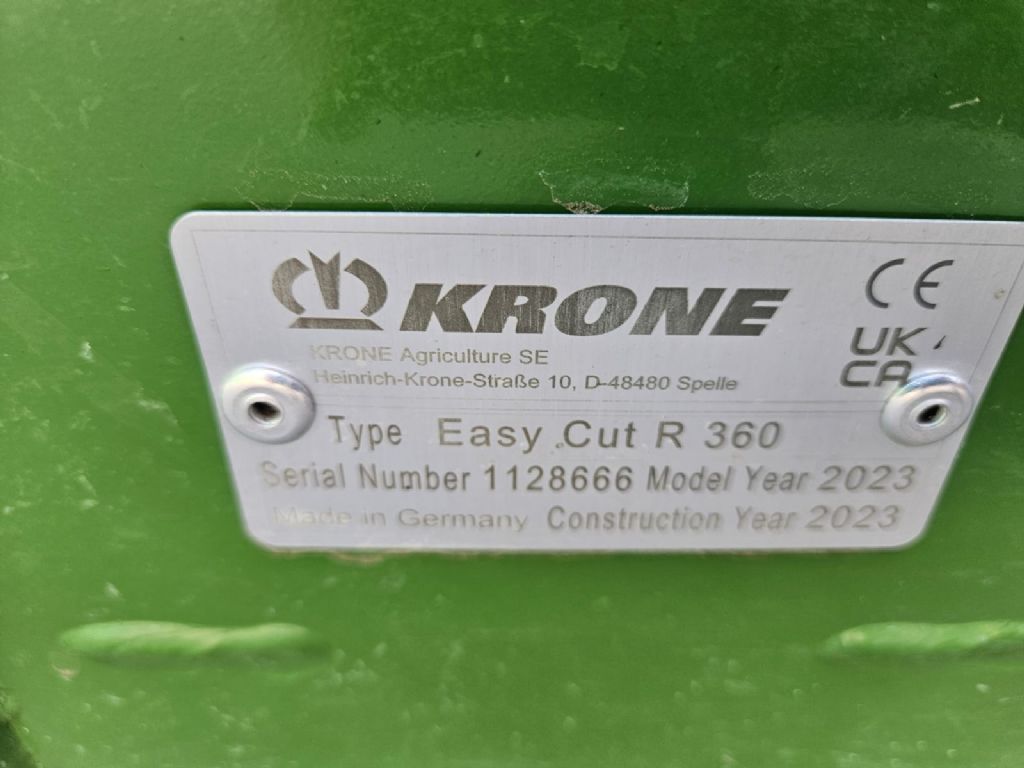 KRONE
CE
UK
CA
KRONE Agriculture SE
Heinrich-Krone-Straße 10, D-48480 Spelle
Type Easy Cut R 360
Serial Number 1128666 Model Year 2023
Made in Germany Construction Year 2023